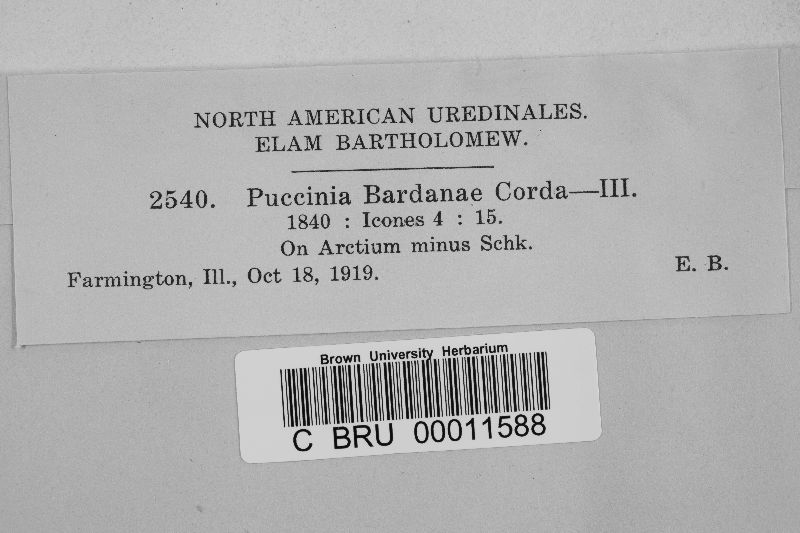 NORTH AMERICAN UREDINALES.
ELAM BARTHOLOMEW.
2540. Puccinia Bardanae Corda—III.
1840 : Icones 4 : 15.
On Arctium minus Schk.
Farmington, Ill., Oct 18, 1919.
E. B.
Brown University Herbarium
C BRU 00011588